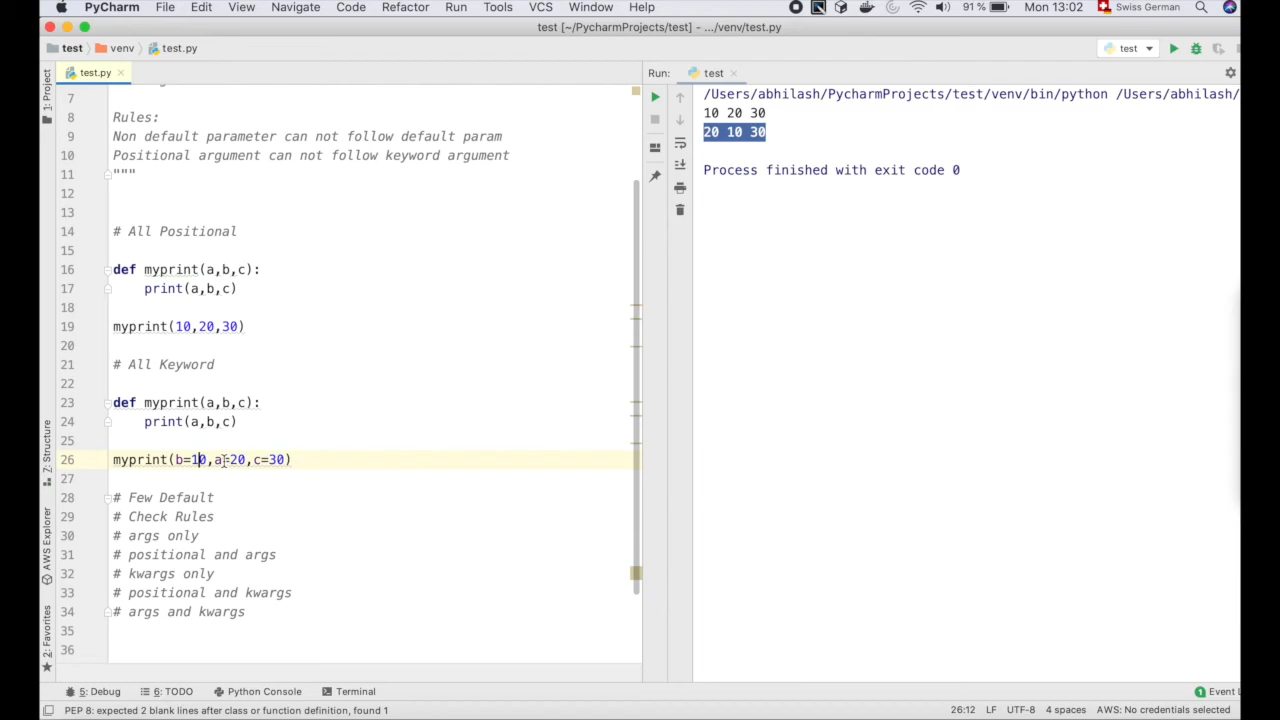 PyCharm File Edit View Navigate Code Refactor Run Tools VCS Window Help 91% Mon 13:02 Swiss German
test [~/PycharmProjects/test] - .../venv/test.py
test venv test.py test
test.py
Run: test
1: Project
7: Structure
AWS Explorer
2: Favorites
7
8 Rules:
9 Non default parameter can not follow default param
10 Positional argument can not follow keyword argument
11 """
12
13
14 # All Positional
15
16 def myprint(a,b,c):
17 print(a,b,c)
18
19 myprint(10,20,30)
20
21 # All Keyword
22
23 def myprint(a,b,c):
24 print(a,b,c)
25
26 myprint(b=10,a=20,c=30)
27
28 # Few Default
29 # Check Rules
30 # args only
31 # positional and args
32 # kwargs only
33 # positional and kwargs
34 # args and kwargs
35
36
/Users/abhilash/PycharmProjects/test/venv/bin/python /Users/abhilash/
10 20 30
20 10 30
Process finished with exit code 0
5: Debug 6: TODO Python Console Terminal 1 Event L
PEP 8: expected 2 blank lines after class or function definition, found 1 26:12 LF UTF-8 4 spaces AWS: No credentials selected